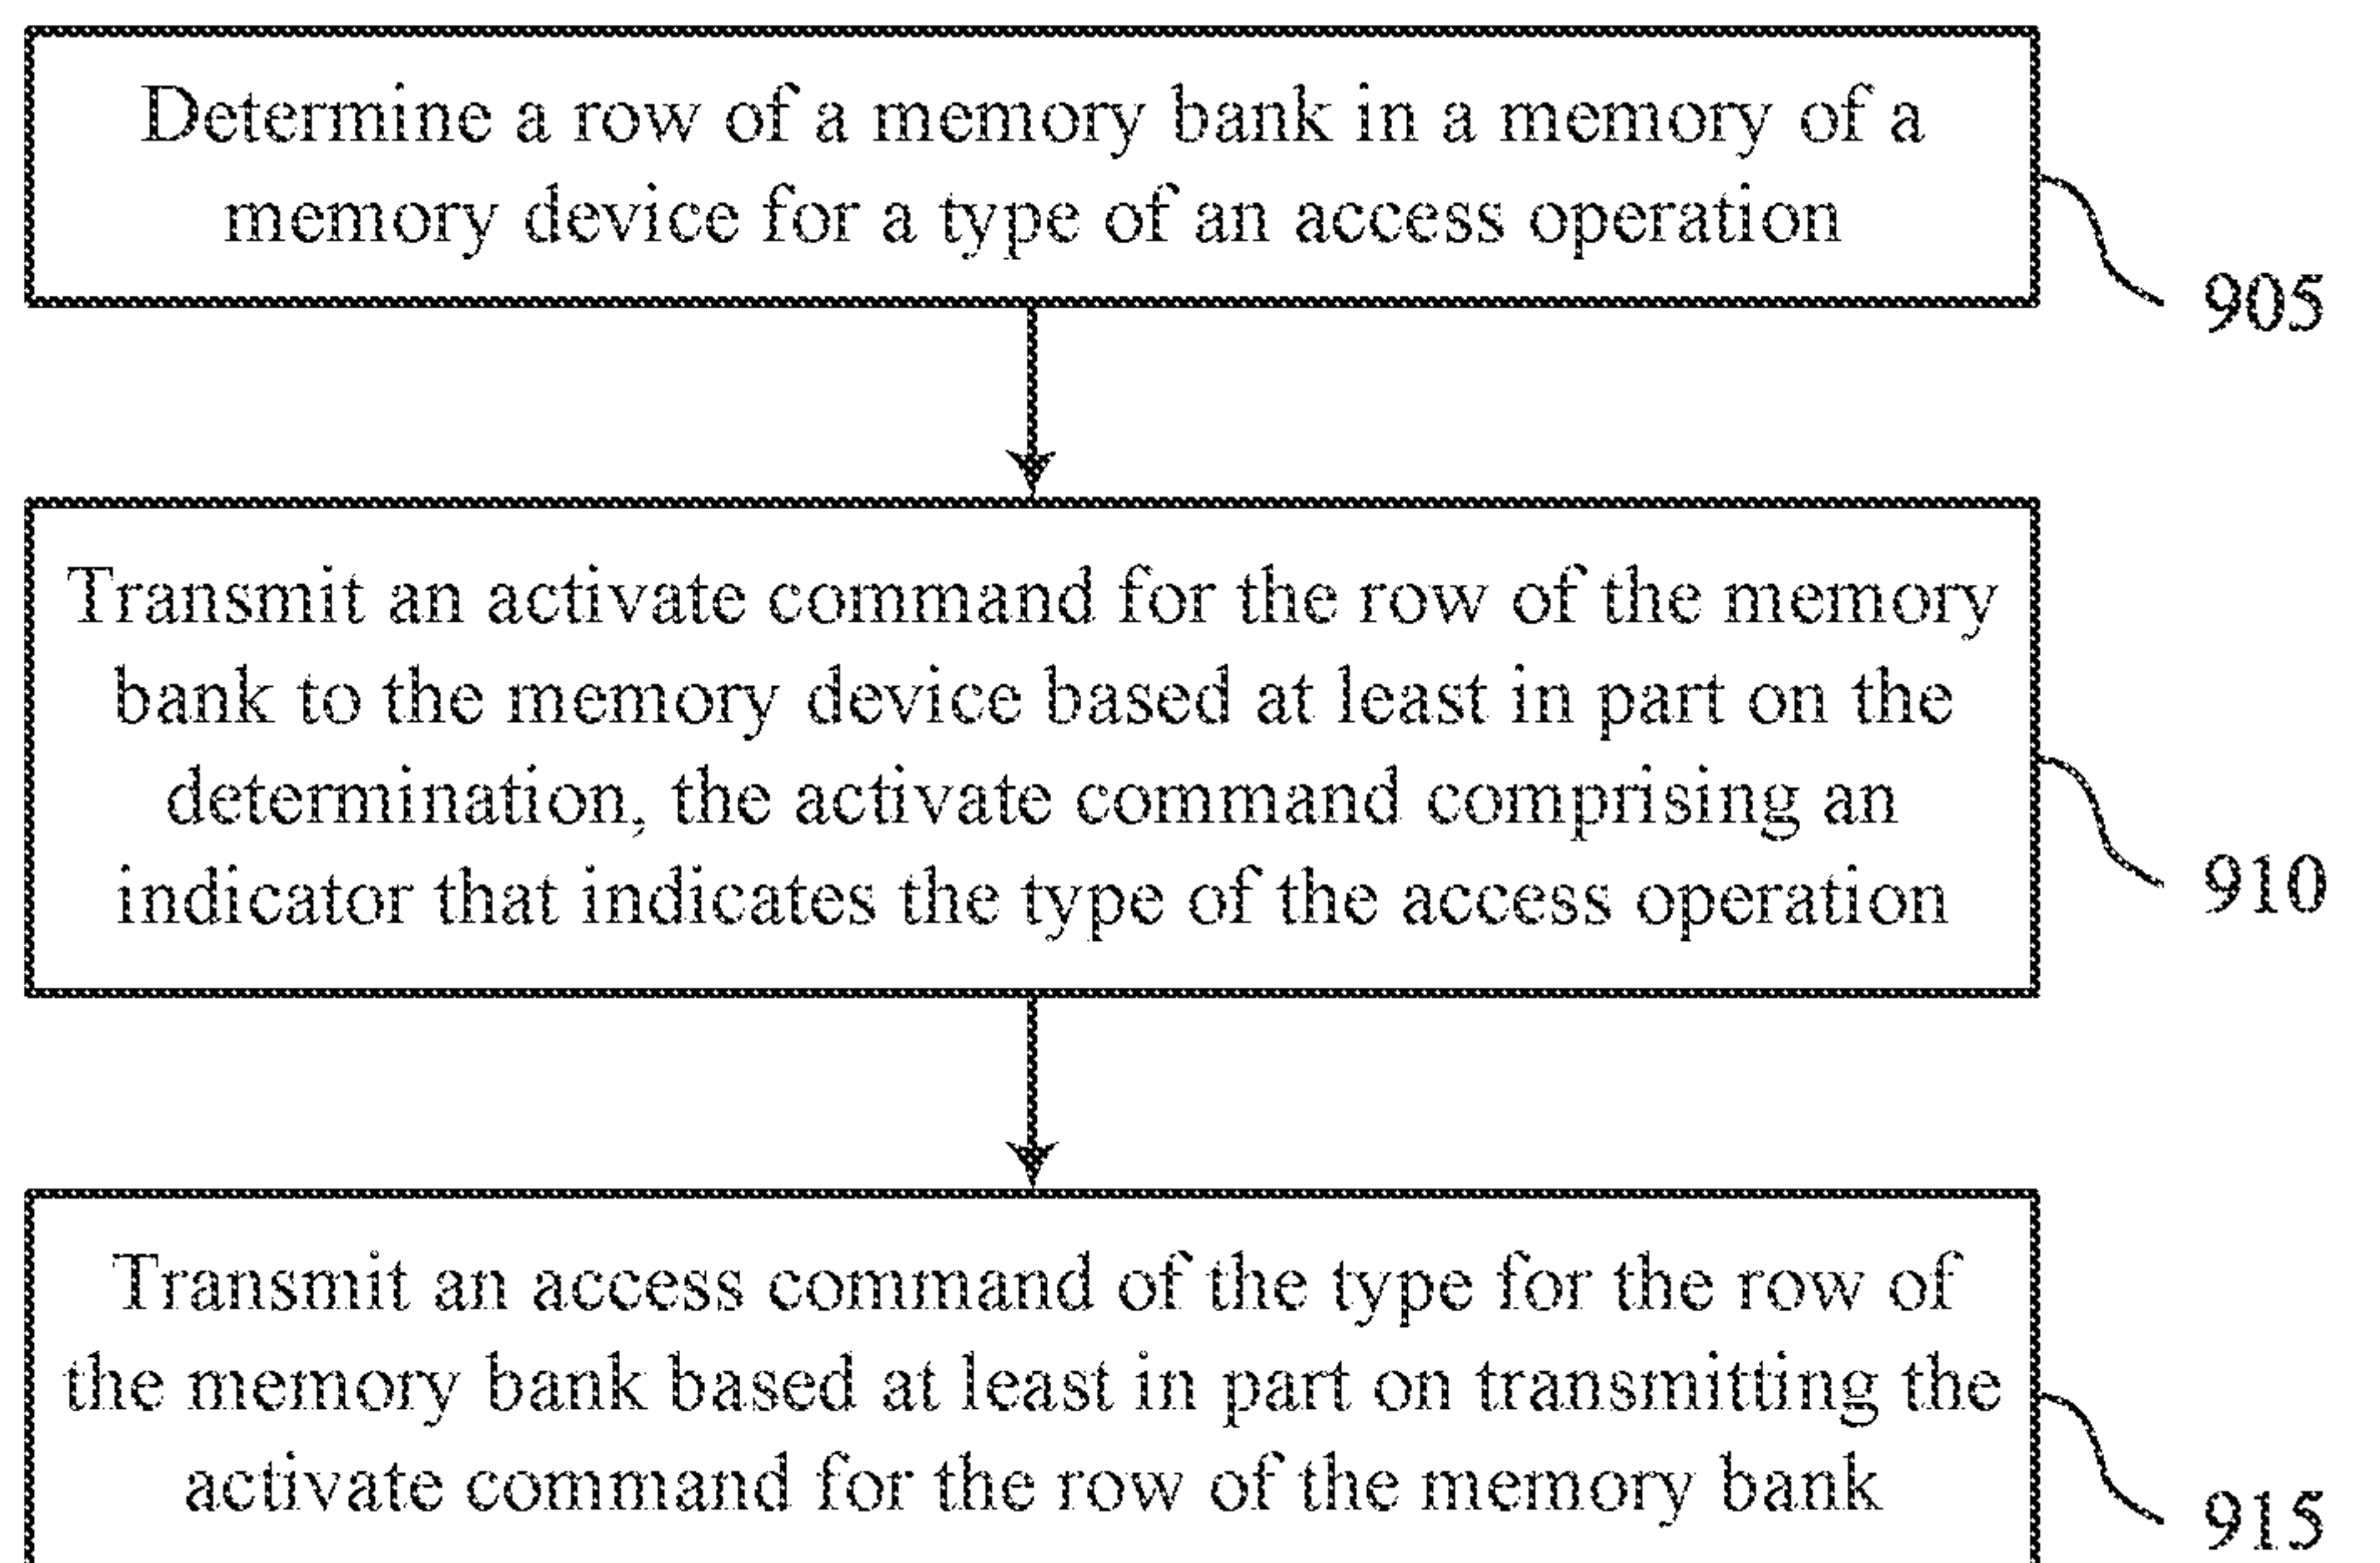 Determine a row of a memory bank in a memory of a
memory device for a type of an access operation
905
Transmit an activate command for the row of the memory
bank to the memory device based at least in part on the
determination, the activate command comprising an
indicator that indicates the type of the access operation
910
Transmit an access command of the type for the row of
the memory bank based at least in part on transmitting the
activate command for the row of the memory bank
915